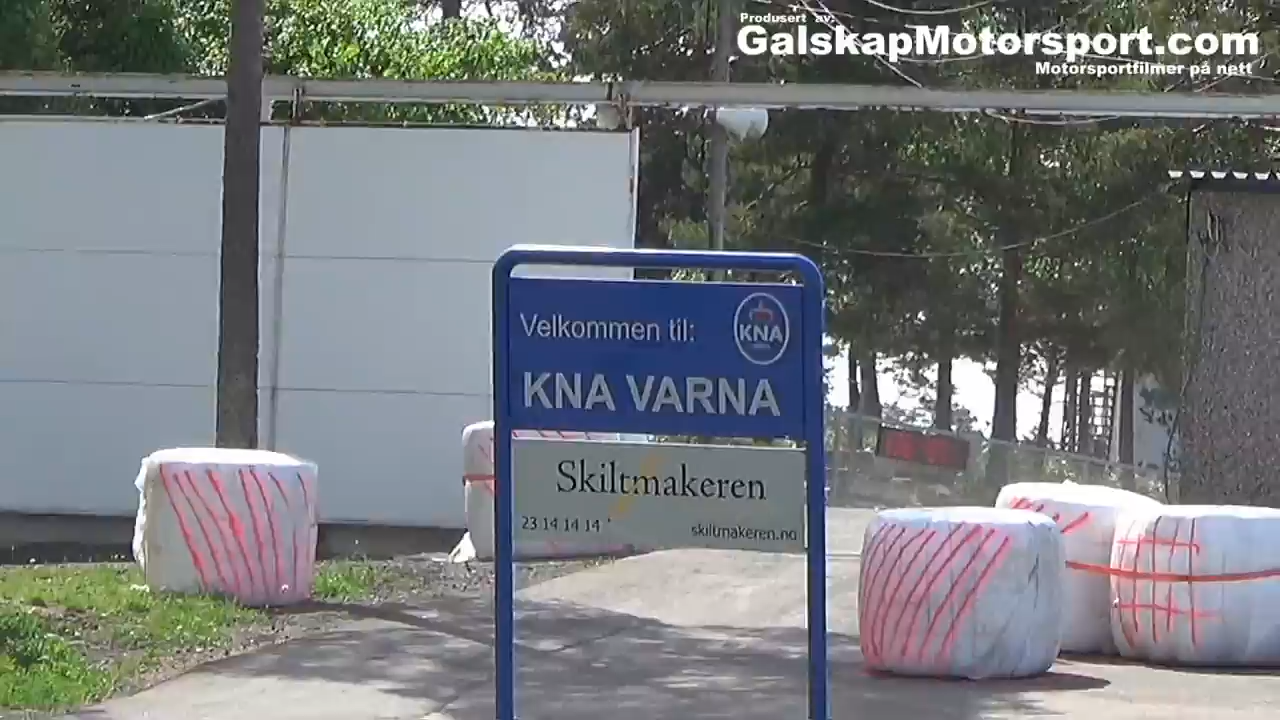 Produsert av:
GalskapMotorsport.com
Motorsportfilmer på nett
Velkommen til:
KNA
KNA VARNA
Skiltmakeren
23 14 14 14
skiltmakeren.no